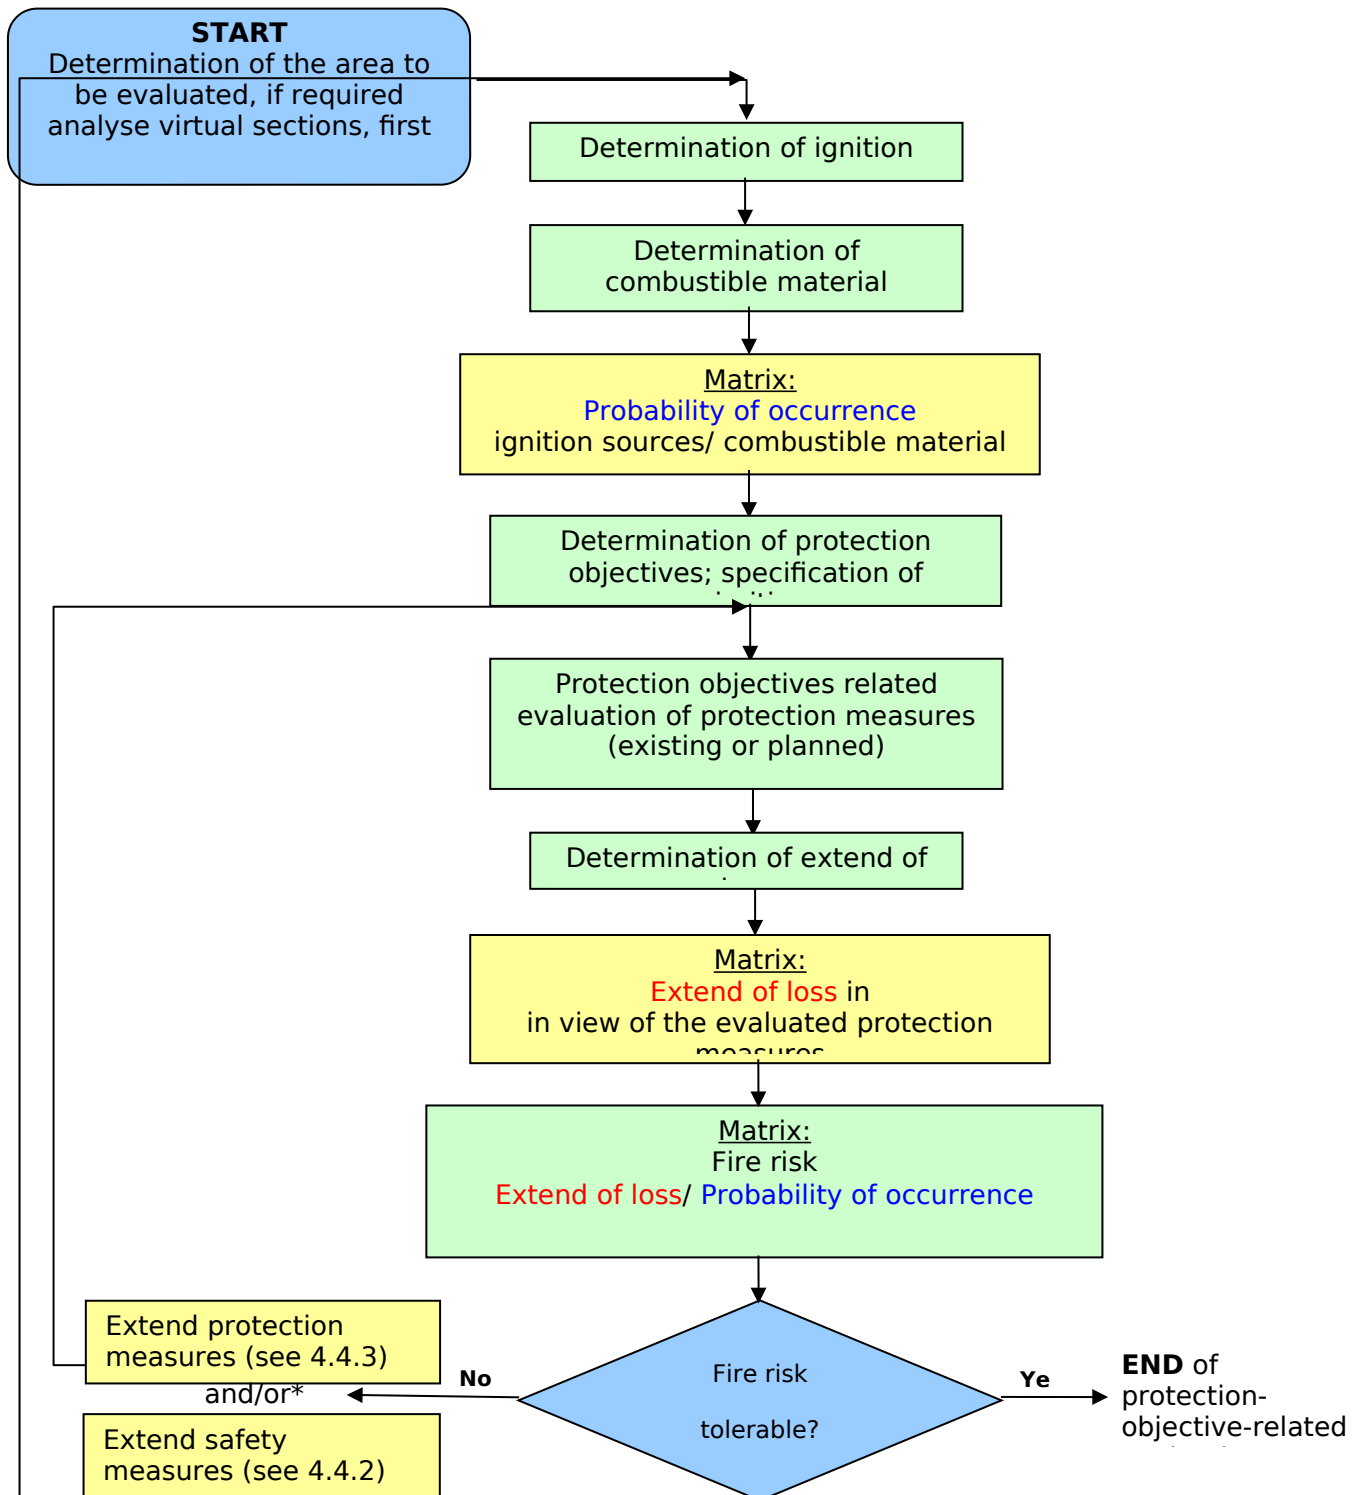 START
Determination of the area to
be evaluated, if required
analyse virtual sections, first
Determination of ignition
Determination of
combustible material
Matrix:
Probability of occurrence
ignition sources/ combustible material
Determination of protection
objectives; specification of
Protection objectives related
evaluation of protection measures
(existing or planned)
Determination of extend of
Matrix:
Extend of loss in
in view of the evaluated protection
measures
Matrix:
Fire risk
Extend of loss/ Probability of occurrence
Extend protection
measures (see 4.4.3)
and/or*
Extend safety
measures (see 4.4.2)
No
Fire risk
tolerable?
Ye
END of
protection-
objective-related